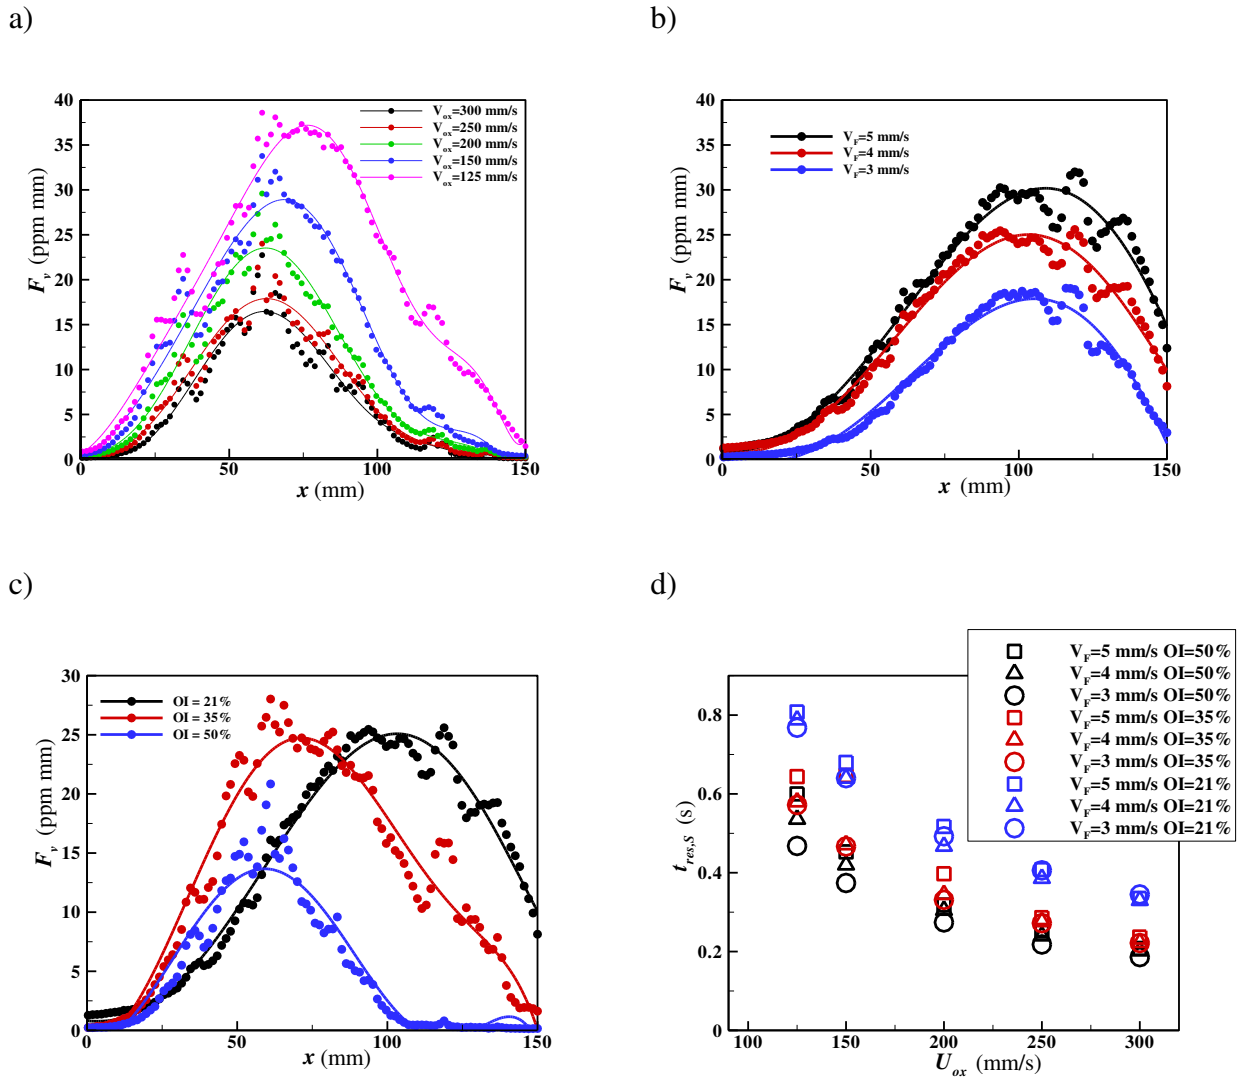 a)
b)
40
35
30
25
20
15
10
5
0
F_v (ppm mm)
V_ox=300 mm/s
V_ox=250 mm/s
V_ox=200 mm/s
V_ox=150 mm/s
V_ox=125 mm/s
0
50
100
150
x (mm)
40
35
30
25
20
15
10
5
0
F_v (ppm mm)
V_F=5 mm/s
V_F=4 mm/s
V_F=3 mm/s
0
50
100
150
x (mm)
c)
d)
30
25
20
15
10
5
0
F_v (ppm mm)
OI = 21%
OI = 35%
OI = 50%
0
50
100
150
x (mm)
0.8
0.6
0.4
0.2
t_res,S (s)
V_F=5 mm/s OI=50%
V_F=4 mm/s OI=50%
V_F=3 mm/s OI=50%
V_F=5 mm/s OI=35%
V_F=4 mm/s OI=35%
V_F=3 mm/s OI=35%
V_F=5 mm/s OI=21%
V_F=4 mm/s OI=21%
V_F=3 mm/s OI=21%
100
150
200
250
300
U_ox (mm/s)